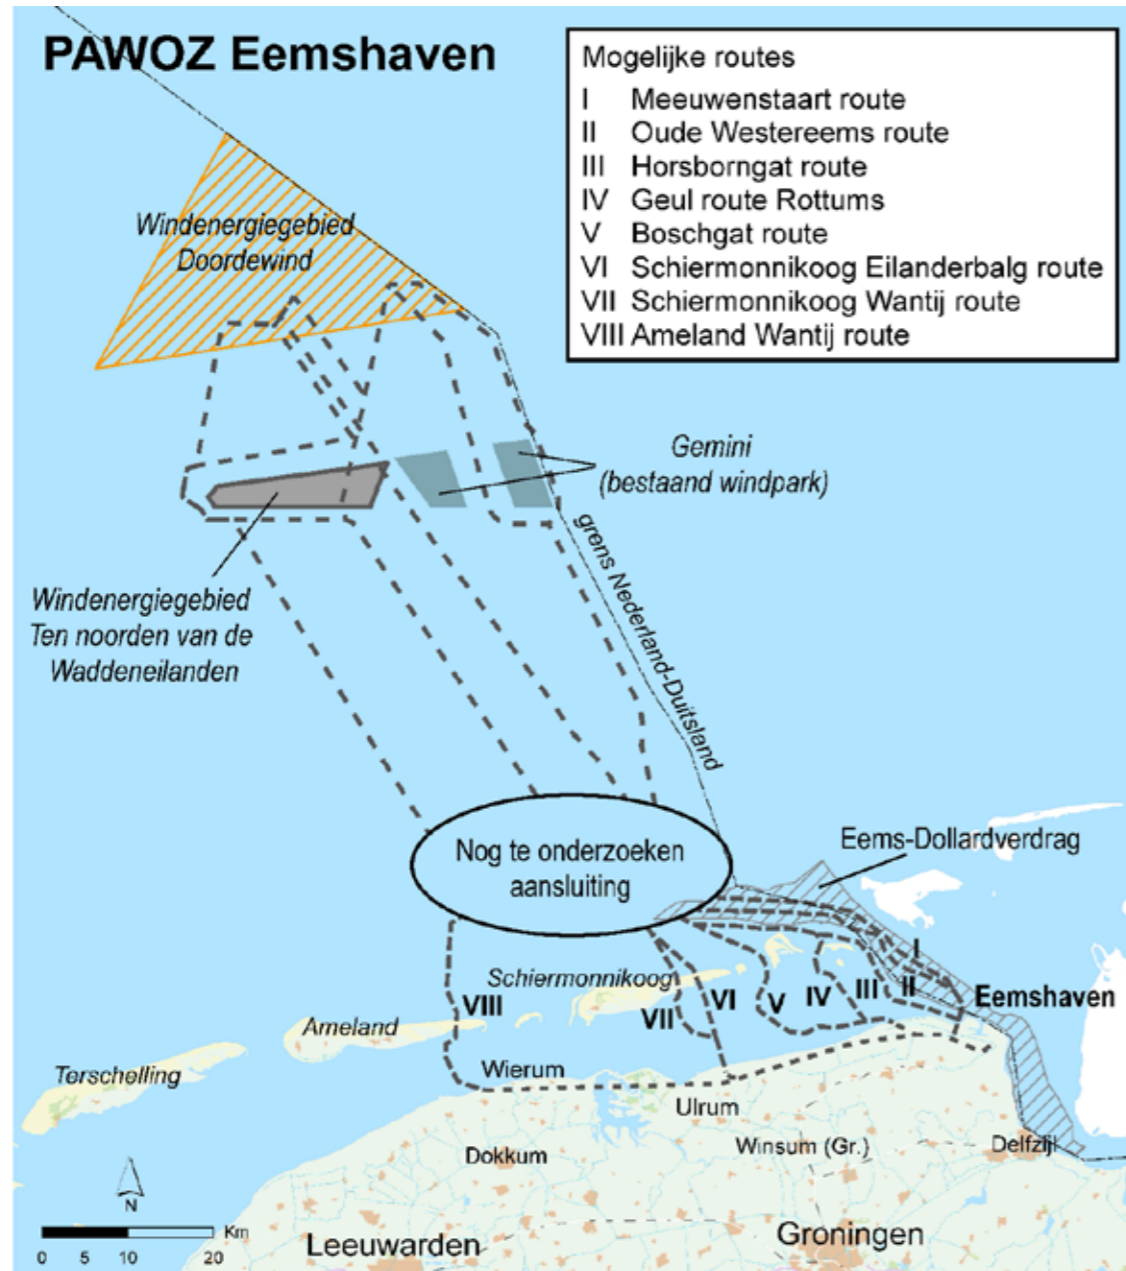 PAWOZ Eemshaven
Mogelijke routes
I Meeuwenstaart route
II Oude Westereems route
III Horsborngat route
IV Geul route Rottums
V Boschgat route
VI Schiermonnikoog Eilanderbalg route
VII Schiermonnikoog Wantij route
VIII Ameland Wantij route
Windenergiegebied
Doordewind
Gemini
(bestaand windpark)
grens Nederland-Duitsland
Windenergiegebied
Ten noorden van de
Waddeneilanden
Nog te onderzoeken
aansluiting
Eems-Dollardverdrag
I
II
III
IV
V
VI
VII
VIII
Eemshaven
Schiermonnikoog
Ameland
Terschelling
Wierum
Ulrum
Dokkum
Winsum (Gr.)
Delfzijl
Leeuwarden
Groningen
N
Km
0 5 10 20